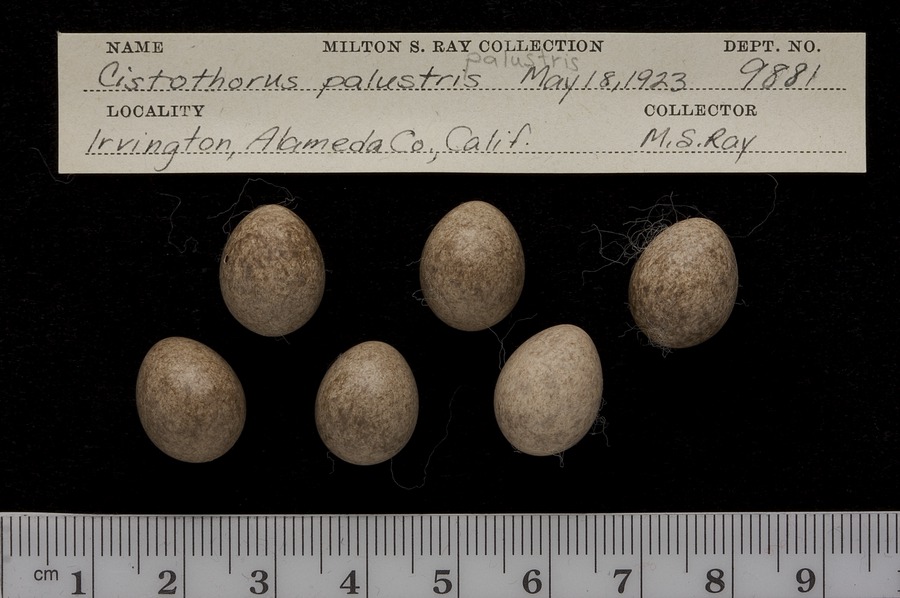 NAME MILTON S. RAY COLLECTION DEPT. NO.
palustris
Cistothorus palustris May 18, 1923 9881
LOCALITY COLLECTOR
Irvington, Alameda Co., Calif. M.S. Ray
cm 1 2 3 4 5 6 7 8 9